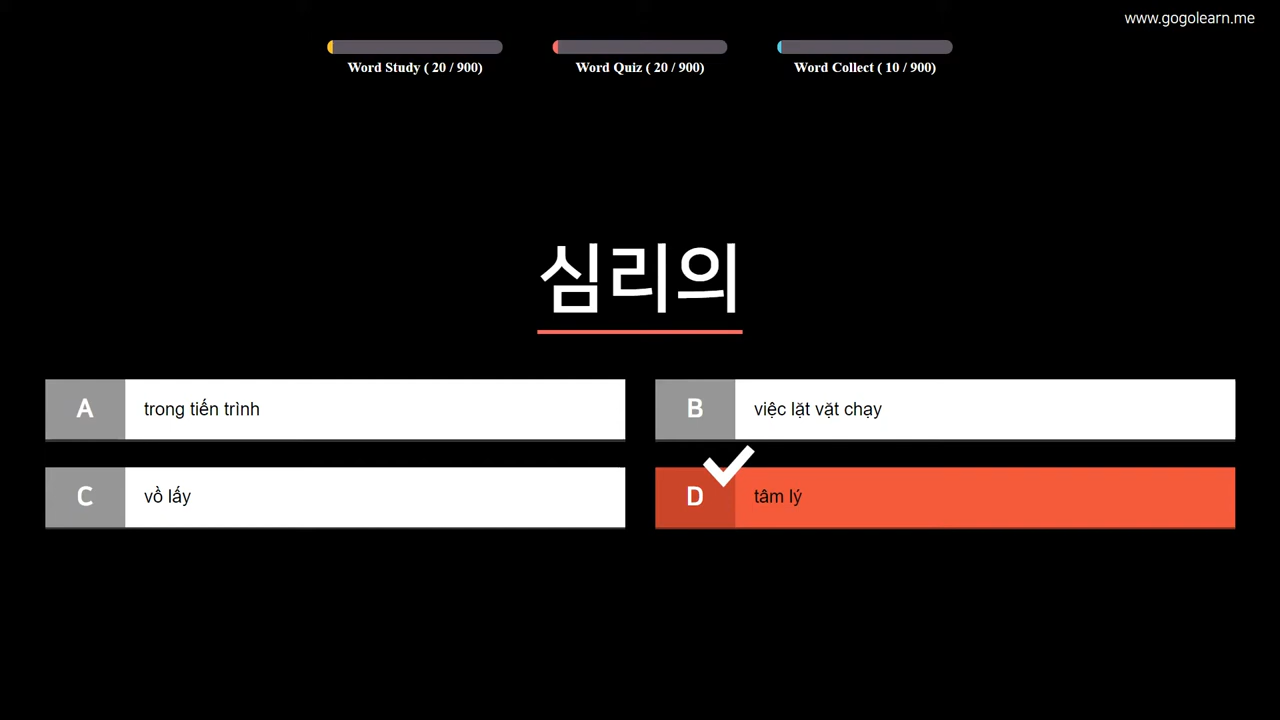 www.gogolearn.me
Word Study ( 20 / 900)
Word Quiz ( 20 / 900)
Word Collect ( 10 / 900)
심리의
A trong tiến trình
B việc lặt vặt chạy
C vồ lấy
D tâm lý